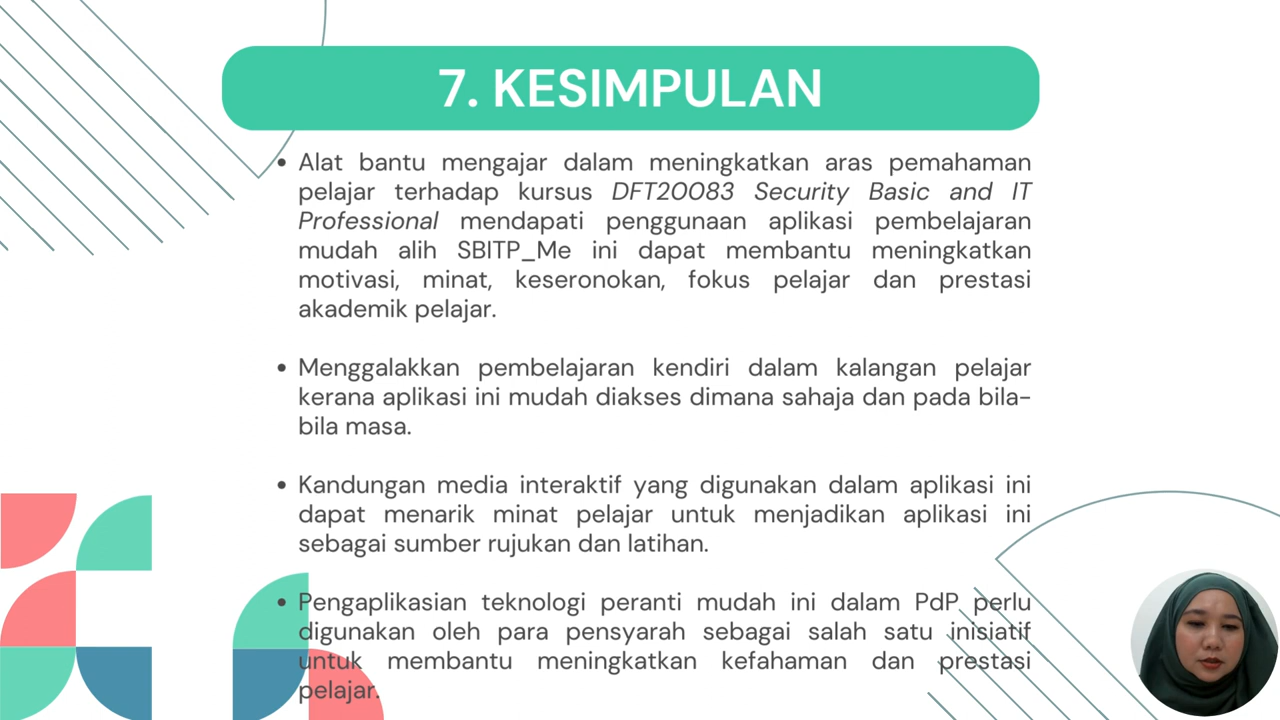 7. KESIMPULAN
• Alat bantu mengajar dalam meningkatkan aras pemahaman
pelajar terhadap kursus DFT20083 Security Basic and IT
Professional mendapati penggunaan aplikasi pembelajaran
mudah alih SBITP_Me ini dapat membantu meningkatkan
motivasi, minat, keseronokan, fokus pelajar dan prestasi
akademik pelajar.
• Menggalakkan pembelajaran kendiri dalam kalangan pelajar
kerana aplikasi ini mudah diakses dimana sahaja dan pada bila-
bila masa.
• Kandungan media interaktif yang digunakan dalam aplikasi ini
dapat menarik minat pelajar untuk menjadikan aplikasi ini
sebagai sumber rujukan dan latihan.
• Pengaplikasian teknologi peranti mudah ini dalam PdP perlu
digunakan oleh para pensyarah sebagai salah satu inisiatif
untuk membantu meningkatkan kefahaman dan prestasi
pelajar.